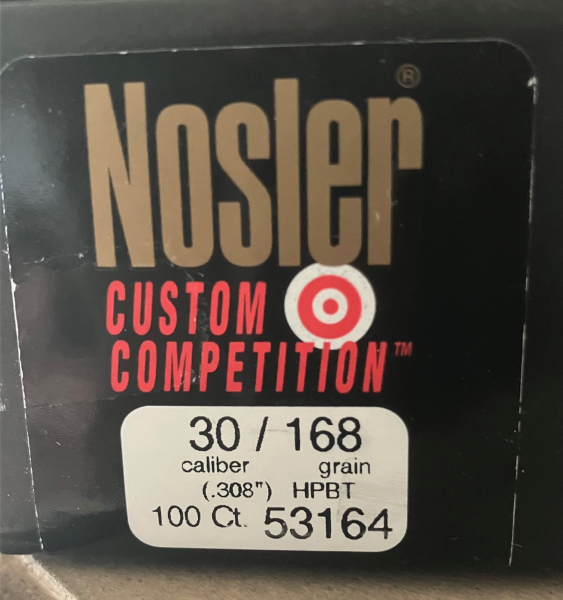 Nosler®
CUSTOM
COMPETITION™
30 / 168
caliber grain
(.308") HPBT
100 Ct. 53164